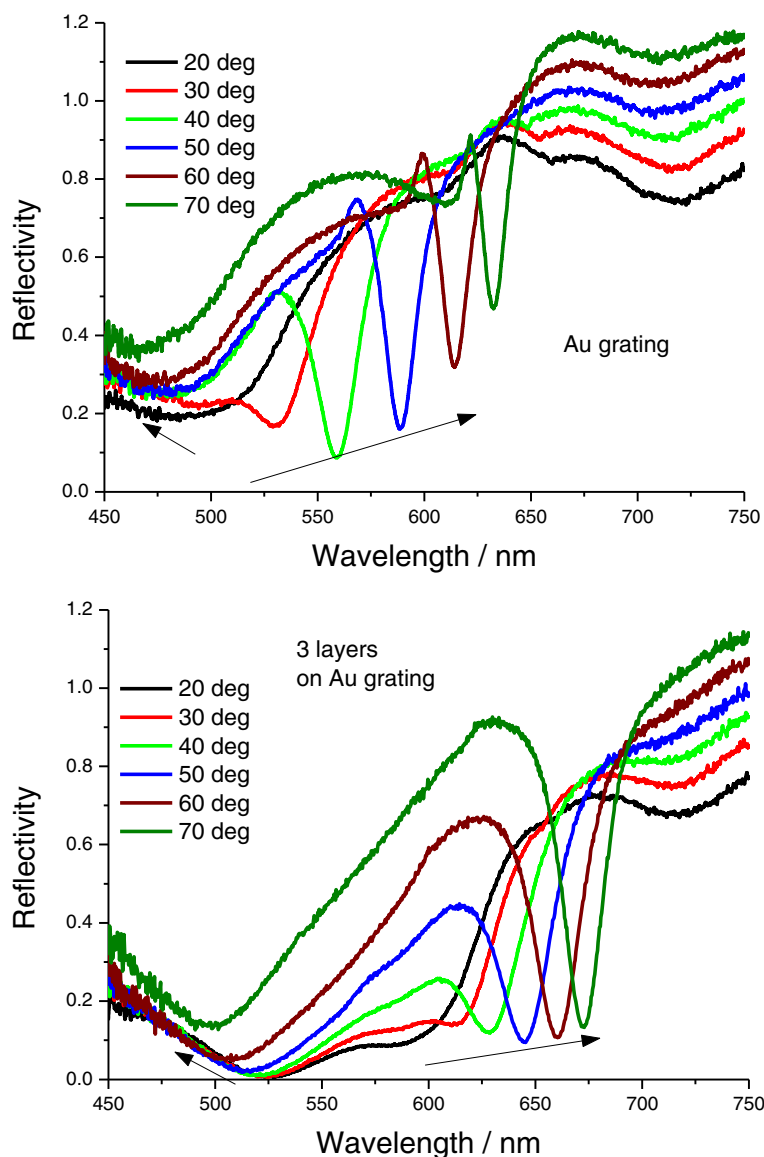 1.2
1.0
0.8
0.6
0.4
0.2
0.0
Reflectivity
20 deg
30 deg
40 deg
50 deg
60 deg
70 deg
Au grating
450 500 550 600 650 700 750
Wavelength / nm
1.2
1.0
0.8
0.6
0.4
0.2
0.0
Reflectivity
3 layers
on Au grating
20 deg
30 deg
40 deg
50 deg
60 deg
70 deg
450 500 550 600 650 700 750
Wavelength / nm